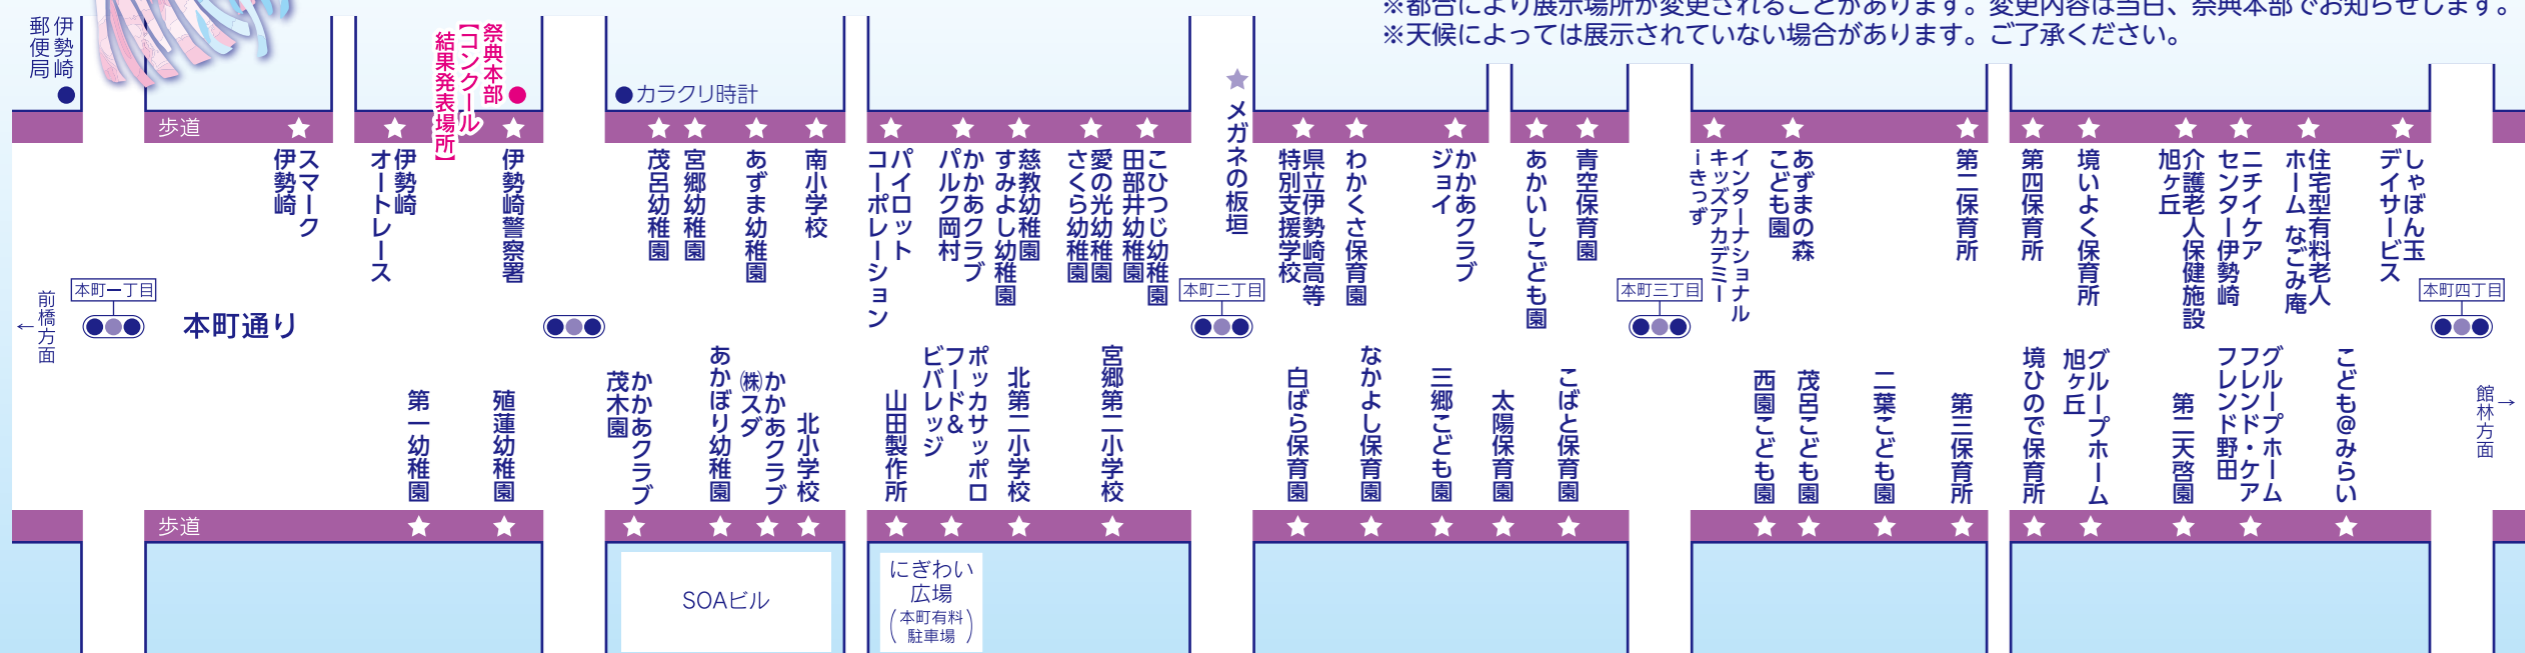 ※都合により展示場所が変更されることがあります。変更内容は当日、祭典本部でお知らせします。
※天候によっては展示されていない場合があります。ご了承ください。
伊勢崎
郵便局
祭典本部
【コンクール
結果発表場所】
カラクリ時計
歩道
スマーク
伊勢崎
伊勢崎
オートレース
伊勢崎警察署
茂呂幼稚園
宮郷幼稚園
あずま幼稚園
南小学校
パイロット
コーポレーション
かかあクラブ
パルク岡村
慈教幼稚園
すみよし幼稚園
愛の光幼稚園
さくら幼稚園
こひつじ幼稚園
田部井幼稚園
メガネの板垣
県立伊勢崎高等
特別支援学校
わかくさ保育園
かかあクラブ
ジョイ
あかいしこども園
青空保育園
インターナショナル
キッズアカデミー
iきっず
あずまの森
こども園
第二保育所
第四保育所
境いよく保育所
介護老人保健施設
旭ヶ丘
ニチイケア
センター伊勢崎
住宅型有料老人
ホーム なごみ庵
しゃぼん玉
デイサービス
本町一丁目
本町二丁目
本町三丁目
本町四丁目
←前橋方面
本町通り
館林方面→
第一幼稚園
殖蓮幼稚園
かかあクラブ
茂木園
あかぼり幼稚園
かかあクラブ
㈱スダ
北小学校
山田製作所
ポッカサッポロ
フード&
ビバレッジ
北第二小学校
宮郷第二小学校
白ばら保育園
なかよし保育園
三郷こども園
太陽保育園
こばと保育園
西園こども園
茂呂こども園
二葉こども園
第三保育所
境ひので保育所
グループホーム
旭ヶ丘
第二天啓園
グループホーム
フレンド・ケア
フレンド野田
こども@みらい
歩道
SOAビル
にぎわい
広場
(本町有料
駐車場)